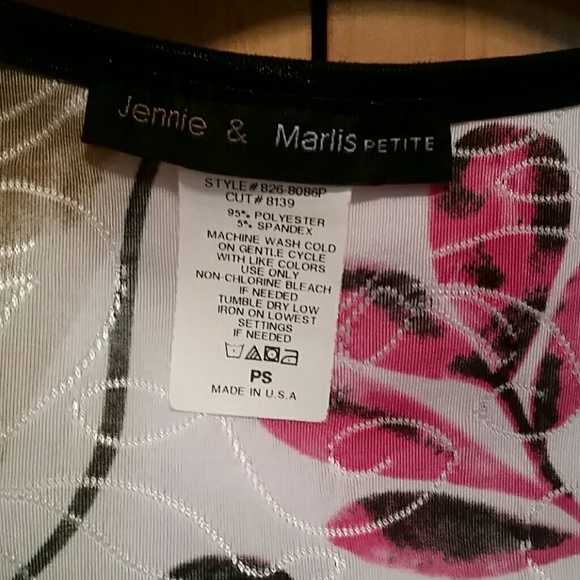 Jennie & Marlis PETITE
STYLE# 826-8086P
CUT# 8139
95% POLYESTER
5% SPANDEX
MACHINE WASH COLD
ON GENTLE CYCLE
WITH LIKE COLORS
USE ONLY
NON-CHLORINE BLEACH
IF NEEDED
TUMBLE DRY LOW
IRON ON LOWEST
SETTINGS
IF NEEDED
PS
MADE IN U.S.A